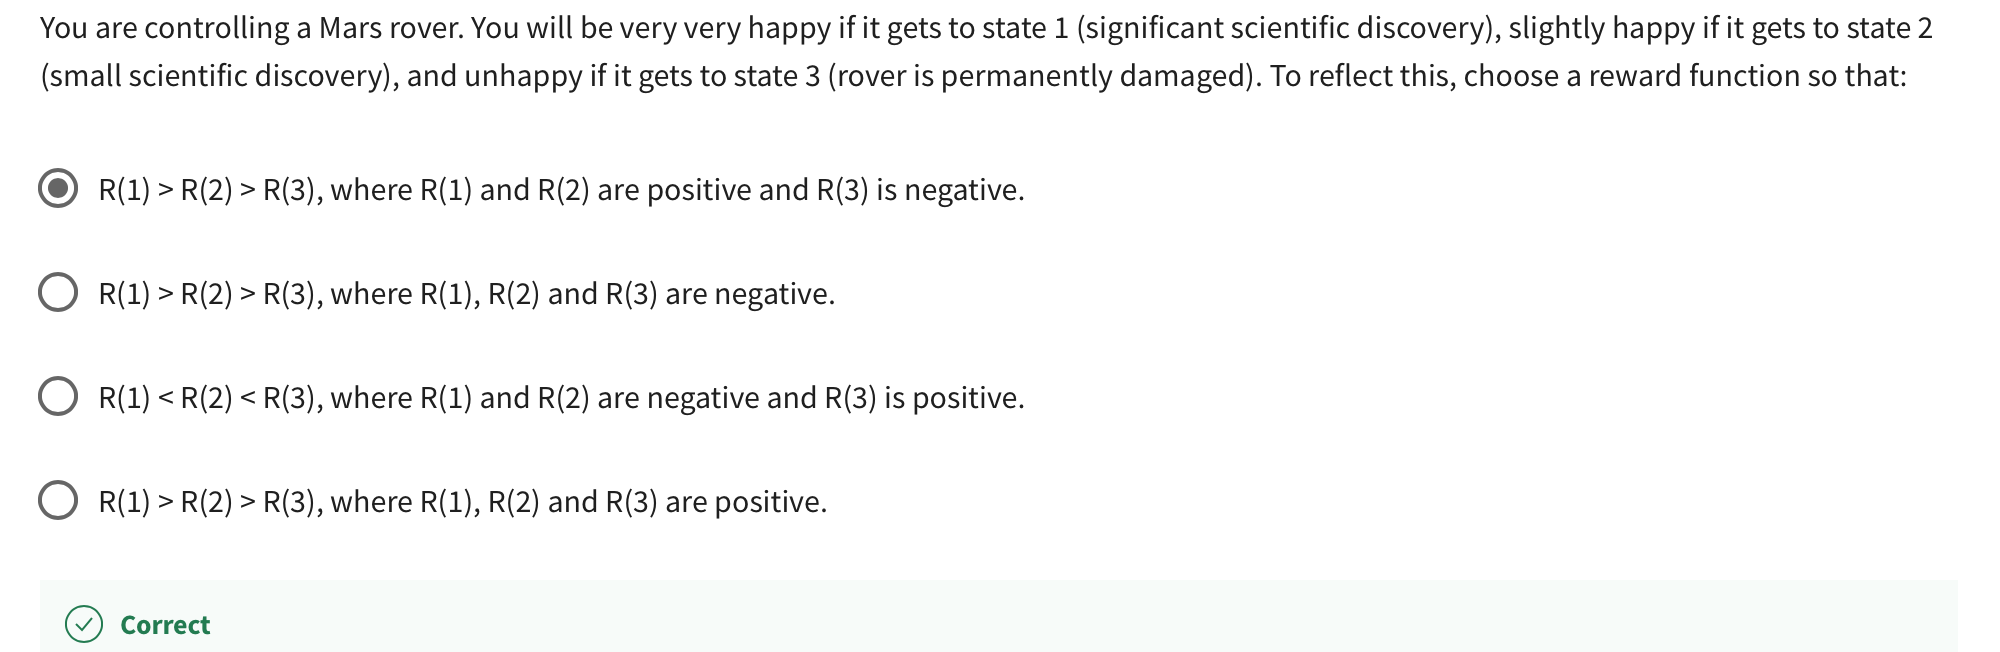 You are controlling a Mars rover. You will be very very happy if it gets to state 1 (significant scientific discovery), slightly happy if it gets to state 2
(small scientific discovery), and unhappy if it gets to state 3 (rover is permanently damaged). To reflect this, choose a reward function so that:
R(1) > R(2) > R(3), where R(1) and R(2) are positive and R(3) is negative.
R(1) > R(2) > R(3), where R(1), R(2) and R(3) are negative.
R(1) < R(2) < R(3), where R(1) and R(2) are negative and R(3) is positive.
R(1) > R(2) > R(3), where R(1), R(2) and R(3) are positive.
Correct